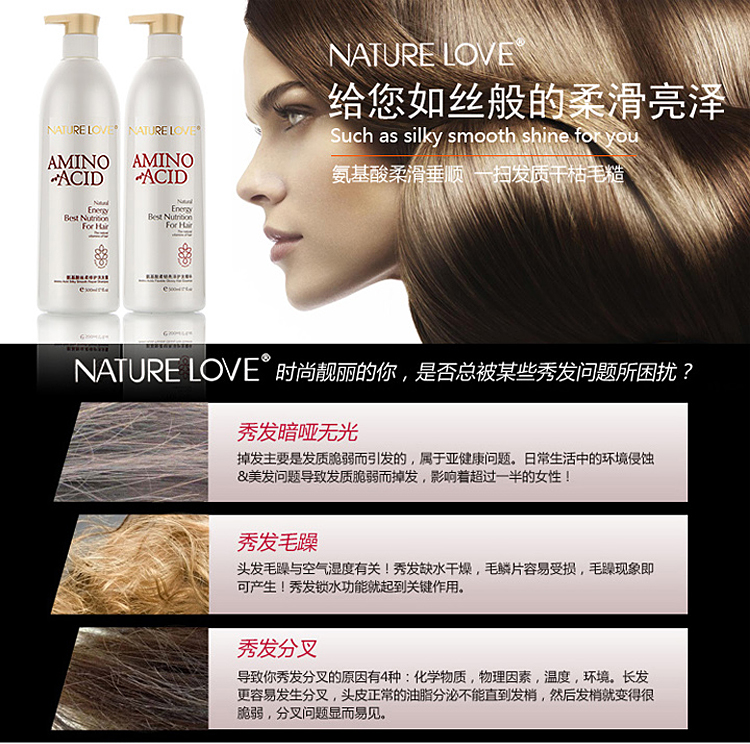 NATURE LOVE®
给您如丝般的柔滑亮泽
Such as silky smooth shine for you
氨基酸柔滑垂顺 一扫发质干枯毛糙
NATURE LOVE®
AMINO
ACID
Natural
Energy
Best Nutrition
For Hair
NATURE LOVE®
AMINO
ACID
Natural
Energy
Best Nutrition
For Hair
NATURE LOVE® 时尚靓丽的你，是否总被某些秀发问题所困扰？
秀发暗哑无光
掉发主要是发质脆弱而引发的，属于亚健康问题。日常生活中的环境侵蚀
&美发问题导致发质脆弱而掉发，影响着超过一半的女性！
秀发毛躁
头发毛躁与空气湿度有关！秀发缺水干燥，毛鳞片容易受损，毛躁现象即
可产生！秀发锁水功能就起到关键作用。
秀发分叉
导致你秀发分叉的原因有4种：化学物质，物理因素，温度，环境。长发
更容易发生分叉，头皮正常的油脂分泌不能直到发梢，然后发梢就变得很
脆弱，分叉问题显而易见。